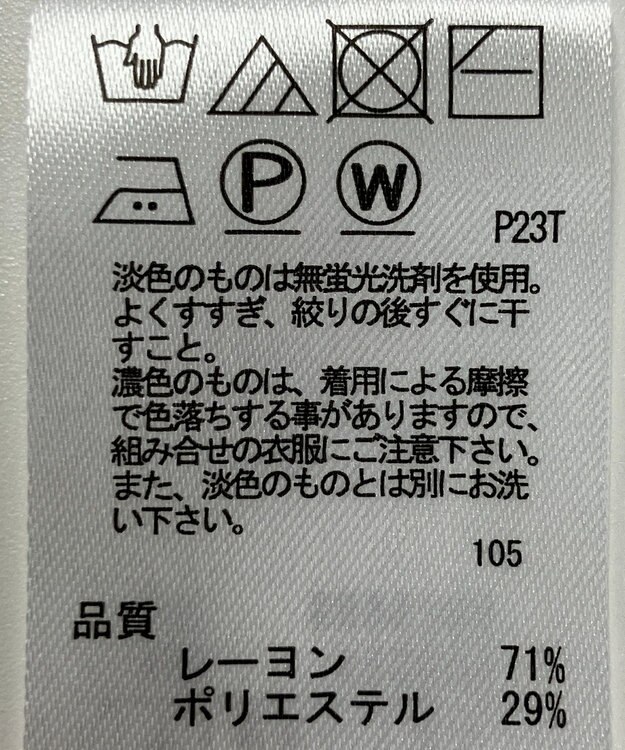 P
W
P23T
淡色のものは無蛍光洗剤を使用。
よくすすぎ、絞りの後すぐに干
すこと。
濃色のものは、着用による摩擦
で色落ちする事がありますので、
組み合せの衣服にご注意下さい。
また、淡色のものとは別にお洗
い下さい。
105
品質
レーヨン 71%
ポリエステル 29%